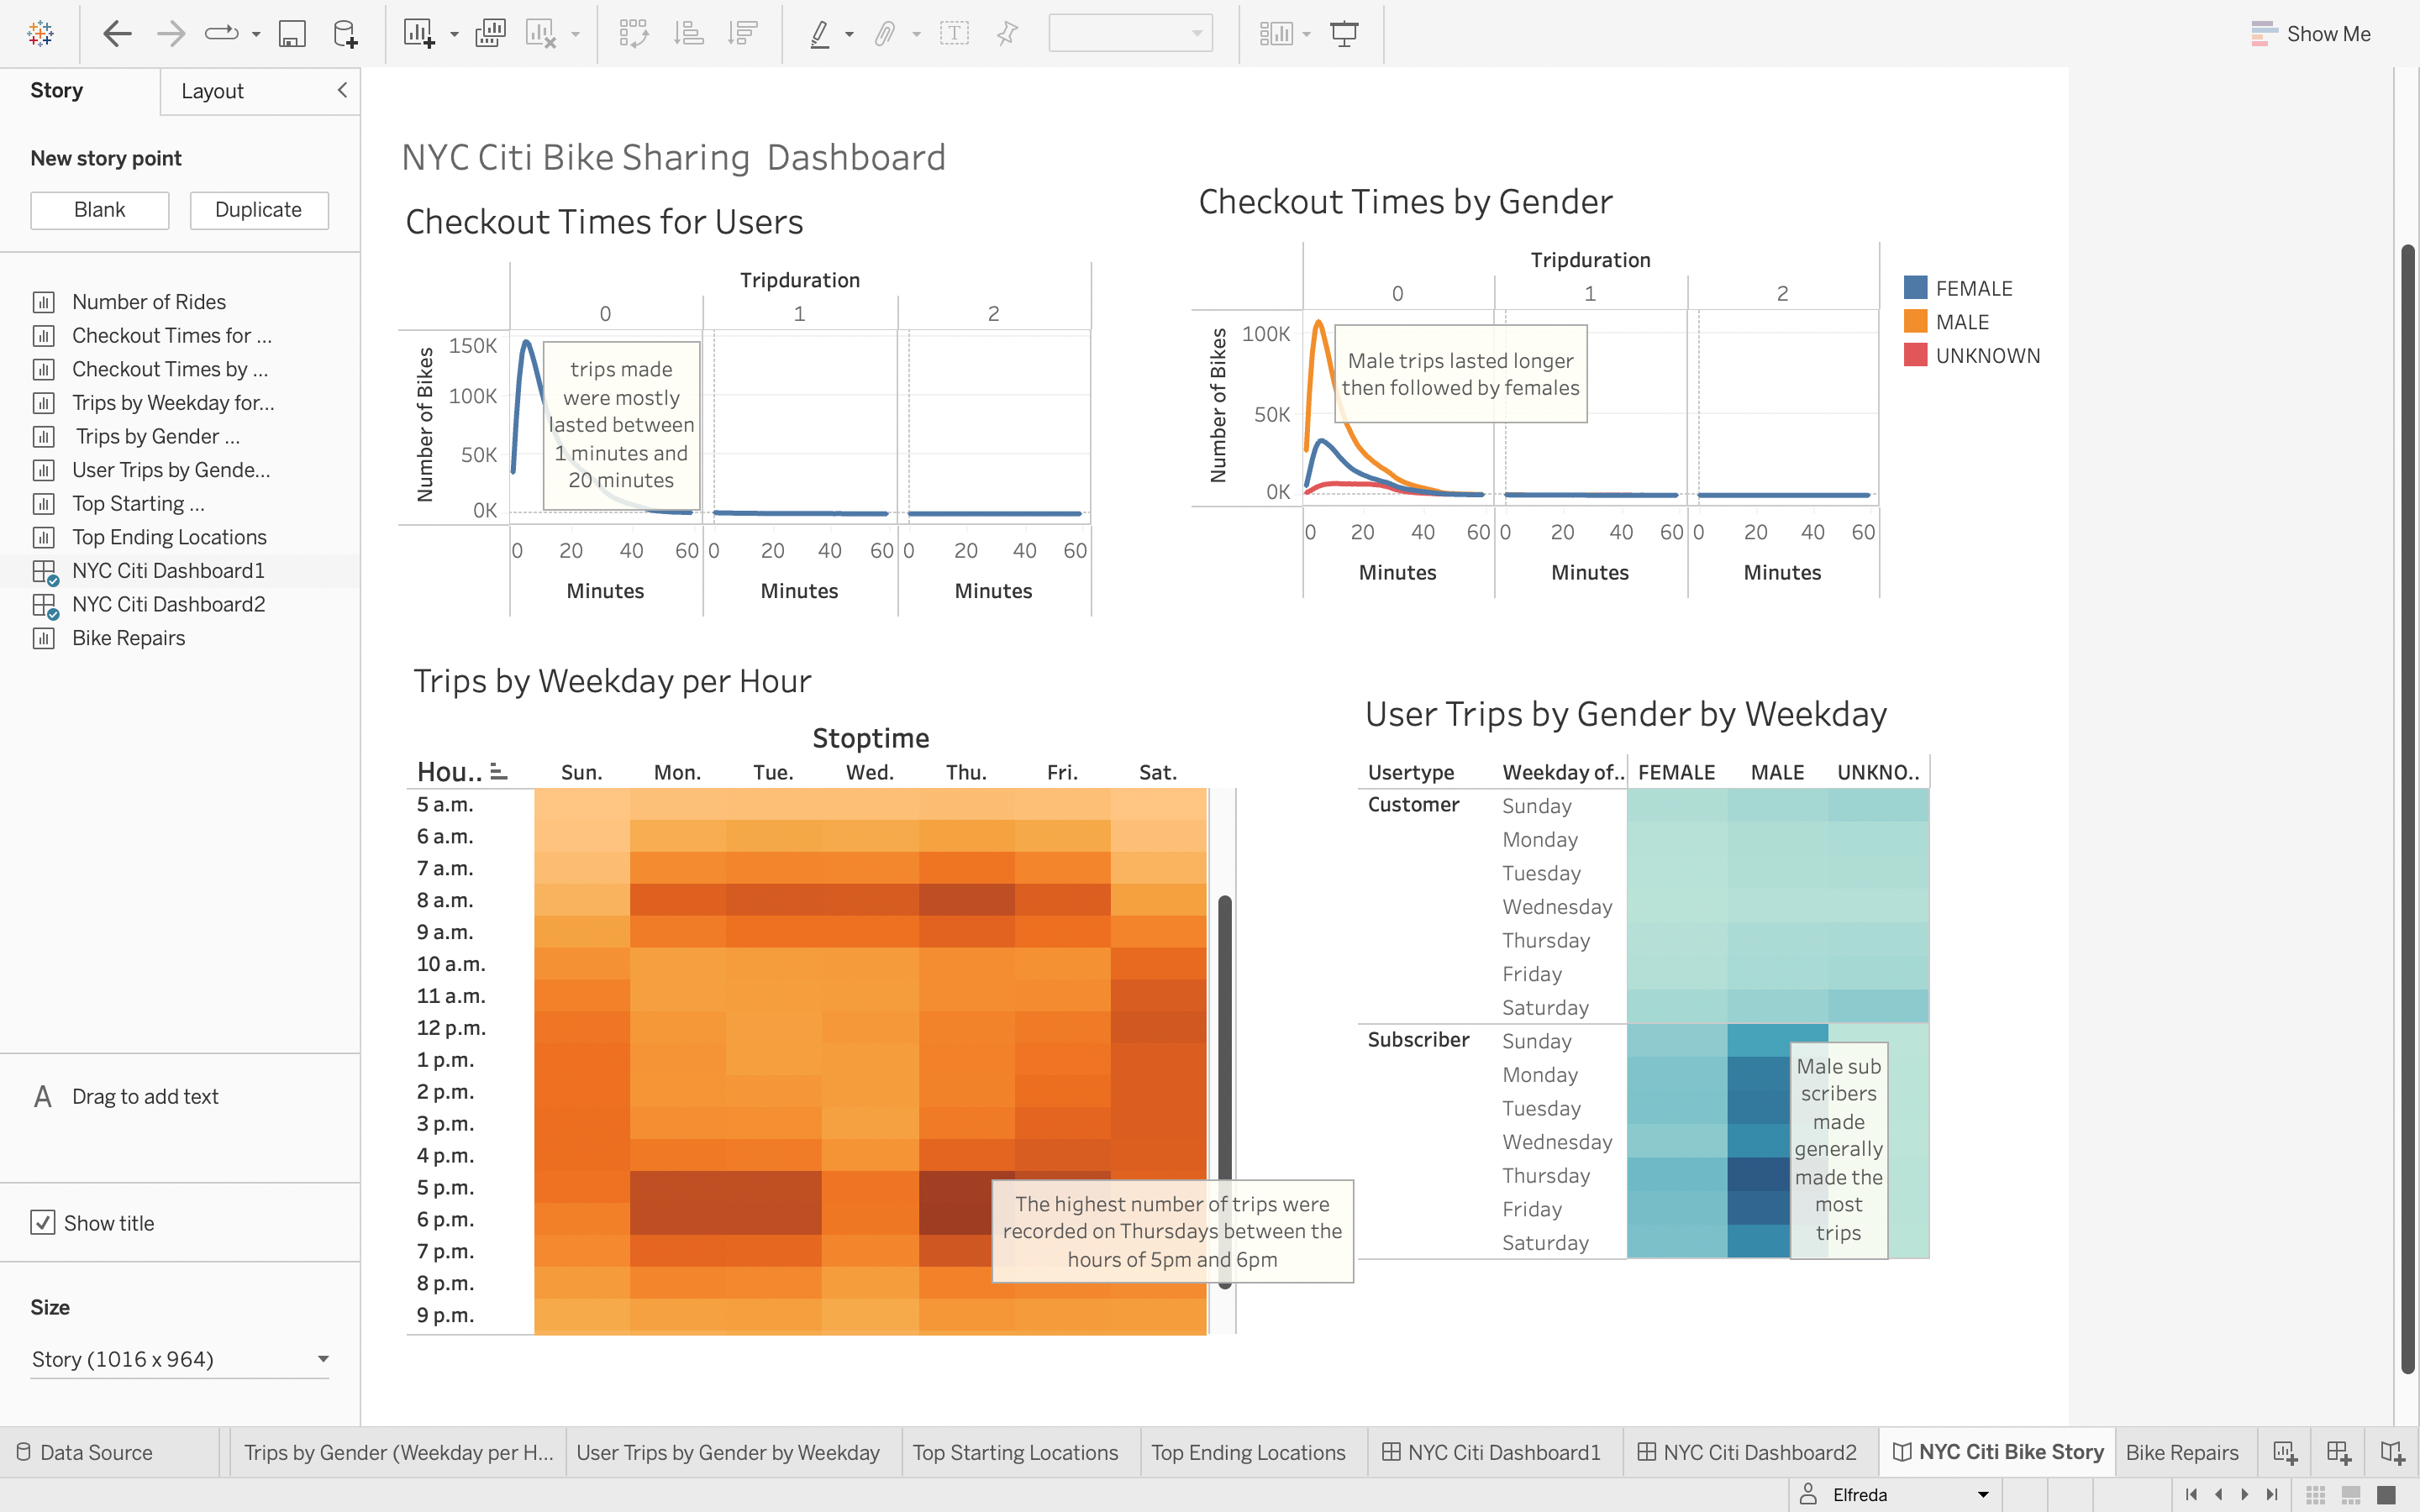 Show Me
Story
Layout
New story point
Blank
Duplicate
Number of Rides
Checkout Times for ...
Checkout Times by ...
Trips by Weekday for...
Trips by Gender ...
User Trips by Gende...
Top Starting ...
Top Ending Locations
NYC Citi Dashboard1
NYC Citi Dashboard2
Bike Repairs
A Drag to add text
Show title
Size
Story (1016 x 964)
NYC Citi Bike Sharing Dashboard
Checkout Times for Users
Tripduration
0 1 2
Number of Bikes
150K
100K
50K
0K
trips made
were mostly
lasted between
1 minutes and
20 minutes
0 20 40 60 0 20 40 60 0 20 40 60
Minutes Minutes Minutes
Checkout Times by Gender
Tripduration
0 1 2
Number of Bikes
100K
50K
0K
Male trips lasted longer
then followed by females
0 20 40 60 0 20 40 60 0 20 40 60
Minutes Minutes Minutes
FEMALE
MALE
UNKNOWN
Trips by Weekday per Hour
Stoptime
Hou.. Sun. Mon. Tue. Wed. Thu. Fri. Sat.
5 a.m.
6 a.m.
7 a.m.
8 a.m.
9 a.m.
10 a.m.
11 a.m.
12 p.m.
1 p.m.
2 p.m.
3 p.m.
4 p.m.
5 p.m.
6 p.m.
7 p.m.
8 p.m.
9 p.m.
The highest number of trips were
recorded on Thursdays between the
hours of 5pm and 6pm
User Trips by Gender by Weekday
Usertype Weekday of.. FEMALE MALE UNKNO..
Customer Sunday
Monday
Tuesday
Wednesday
Thursday
Friday
Saturday
Subscriber Sunday
Monday
Tuesday
Wednesday
Thursday
Friday
Saturday
Male sub
scribers
made
generally
made the
most
trips
Data Source
Trips by Gender (Weekday per H...
User Trips by Gender by Weekday
Top Starting Locations
Top Ending Locations
NYC Citi Dashboard1
NYC Citi Dashboard2
NYC Citi Bike Story
Bike Repairs
Elfreda